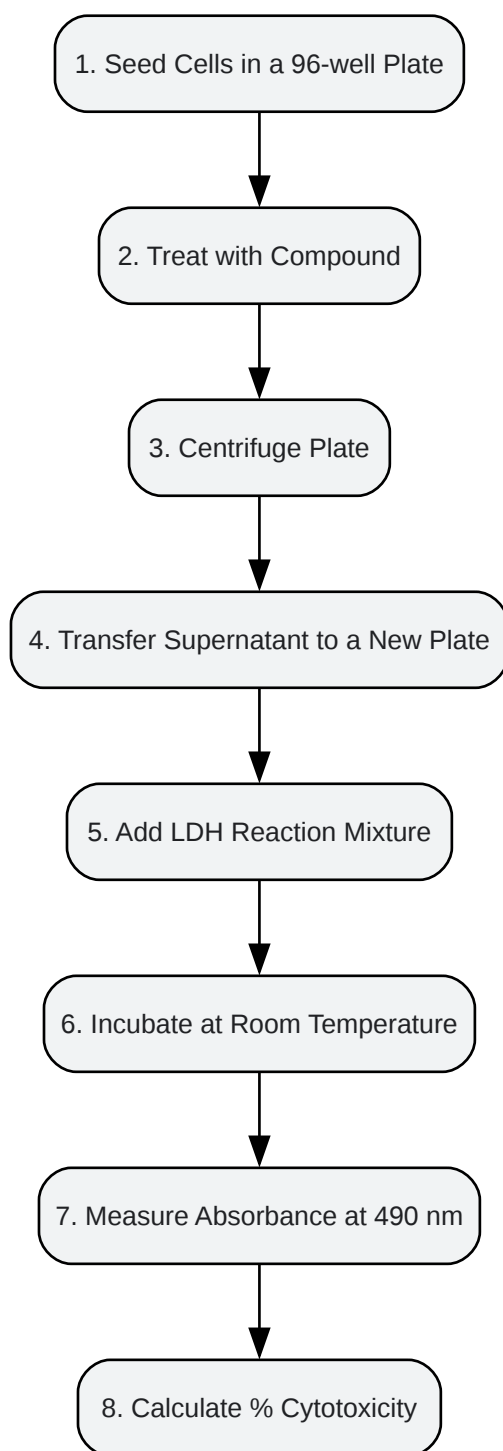 1. Seed Cells in a 96-well Plate
2. Treat with Compound
3. Centrifuge Plate
4. Transfer Supernatant to a New Plate
5. Add LDH Reaction Mixture
6. Incubate at Room Temperature
7. Measure Absorbance at 490 nm
8. Calculate % Cytotoxicity